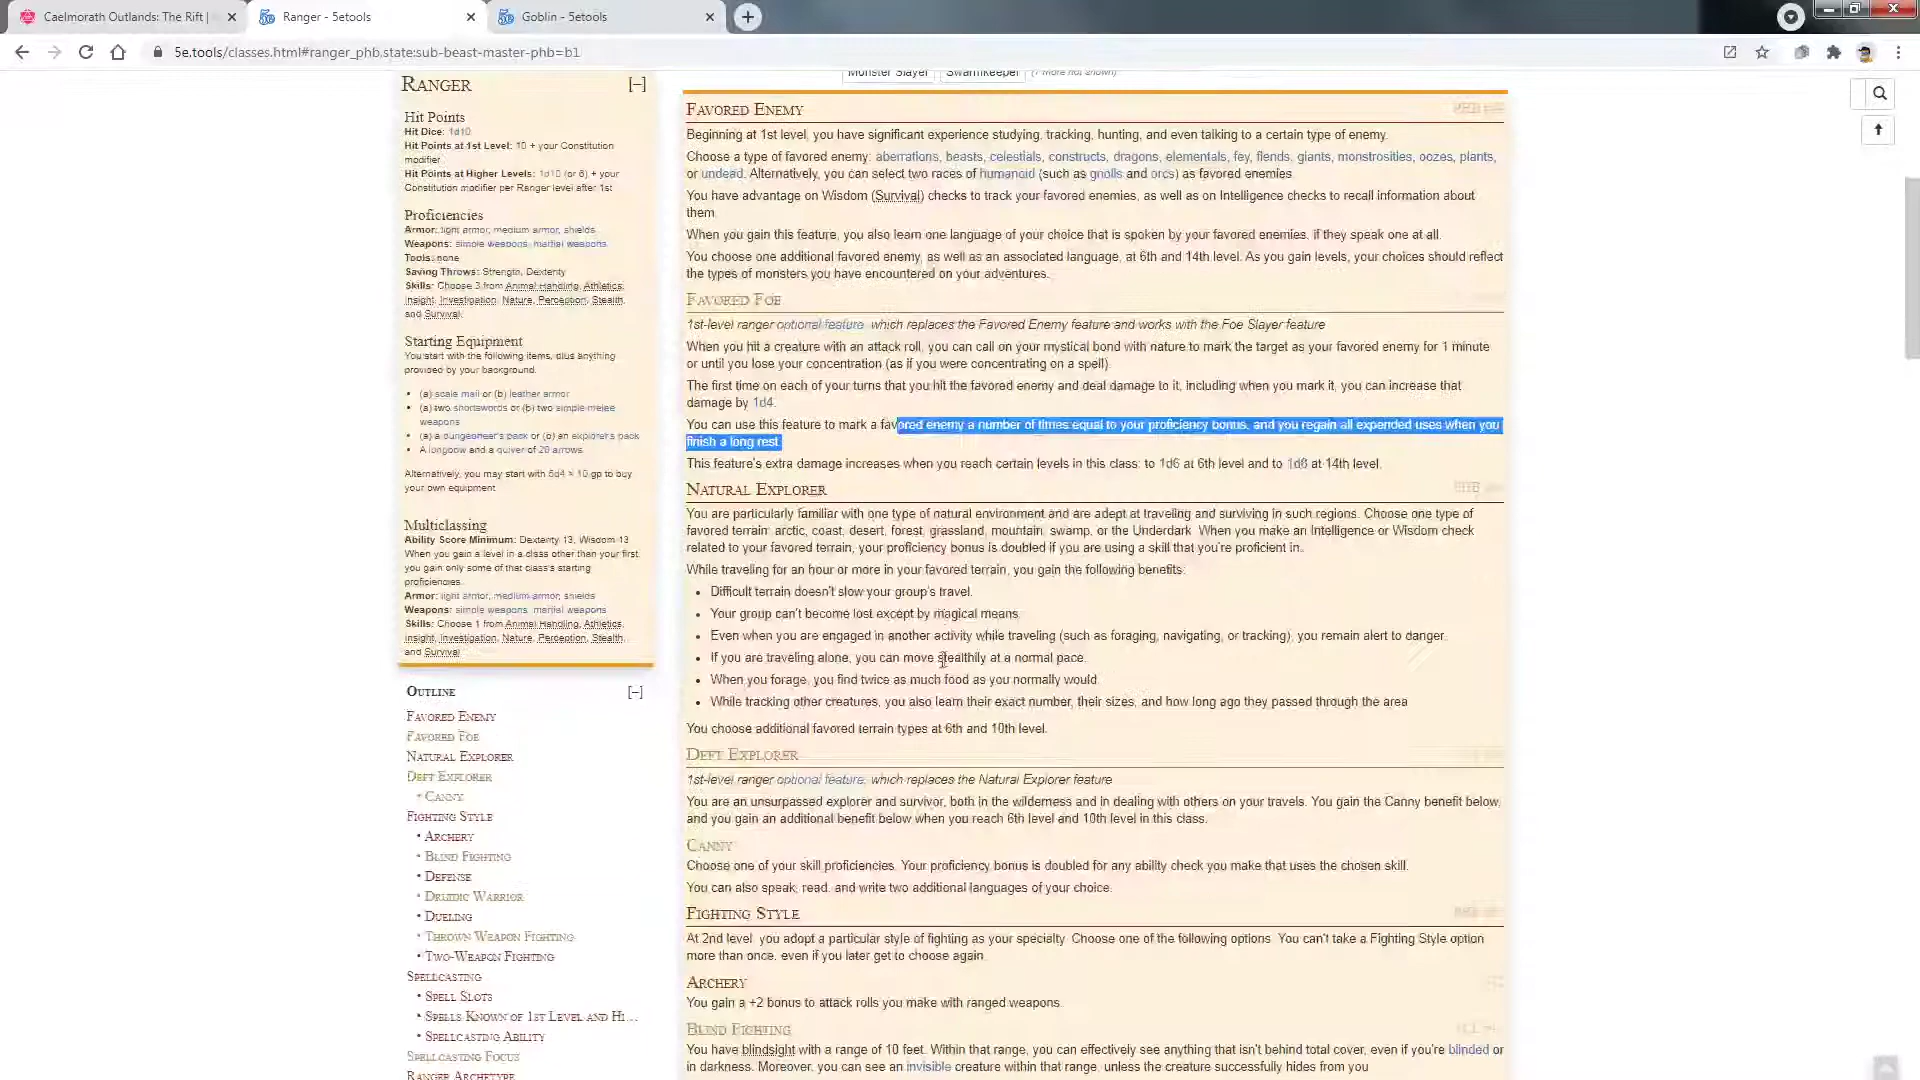 Caelmorath Outlands: The Rift |
Ranger - 5etools
Goblin - 5etools
5e.tools/classes.html#ranger_phb,state:sub-beast-master-phb=b1
RANGER [–]
Hit Points
Hit Dice: 1d10
Hit Points at 1st Level: 10 + your Constitution
modifier
Hit Points at Higher Levels: 1d10 (or 6) + your
Constitution modifier per Ranger level after 1st
Proficiencies
Armor: light armor, medium armor, shields
Weapons: simple weapons, martial weapons
Tools: none
Saving Throws: Strength, Dexterity
Skills: Choose 3 from Animal Handling, Athletics,
Insight, Investigation, Nature, Perception, Stealth,
and Survival.
Starting Equipment
You start with the following items, plus anything
provided by your background.
• (a) scale mail or (b) leather armor
• (a) two shortswords or (b) two simple melee
weapons
• (a) a dungeoneer's pack or (b) an explorer's pack
• A longbow and a quiver of 20 arrows
Alternatively, you may start with 5d4 × 10 gp to buy
your own equipment.
Multiclassing
Ability Score Minimum: Dexterity 13, Wisdom 13
When you gain a level in a class other than your first,
you gain only some of that class's starting
proficiencies.
Armor: light armor, medium armor, shields
Weapons: simple weapons, martial weapons
Skills: Choose 1 from Animal Handling, Athletics,
Insight, Investigation, Nature, Perception, Stealth,
and Survival.
OUTLINE [–]
FAVORED ENEMY
FAVORED FOE
NATURAL EXPLORER
DEFT EXPLORER
• CANNY
FIGHTING STYLE
• ARCHERY
• BLIND FIGHTING
• DEFENSE
• DRUIDIC WARRIOR
• DUELING
• THROWN WEAPON FIGHTING
• TWO-WEAPON FIGHTING
SPELLCASTING
• SPELL SLOTS
• SPELLS KNOWN OF 1ST LEVEL AND HI...
• SPELLCASTING ABILITY
SPELLCASTING FOCUS
RANGER ARCHETYPE
Monster Slayer Swarmkeeper (7 more not shown)
FAVORED ENEMY
Beginning at 1st level, you have significant experience studying, tracking, hunting, and even talking to a certain type of enemy.
Choose a type of favored enemy: aberrations, beasts, celestials, constructs, dragons, elementals, fey, fiends, giants, monstrosities, oozes, plants,
or undead. Alternatively, you can select two races of humanoid (such as gnolls and orcs) as favored enemies.
You have advantage on Wisdom (Survival) checks to track your favored enemies, as well as on Intelligence checks to recall information about
them.
When you gain this feature, you also learn one language of your choice that is spoken by your favored enemies, if they speak one at all.
You choose one additional favored enemy, as well as an associated language, at 6th and 14th level. As you gain levels, your choices should reflect
the types of monsters you have encountered on your adventures.
FAVORED FOE
1st-level ranger optional feature, which replaces the Favored Enemy feature and works with the Foe Slayer feature
When you hit a creature with an attack roll, you can call on your mystical bond with nature to mark the target as your favored enemy for 1 minute
or until you lose your concentration (as if you were concentrating on a spell).
The first time on each of your turns that you hit the favored enemy and deal damage to it, including when you mark it, you can increase that
damage by 1d4.
You can use this feature to mark a favored enemy a number of times equal to your proficiency bonus, and you regain all expended uses when you
finish a long rest.
This feature's extra damage increases when you reach certain levels in this class: to 1d6 at 6th level and to 1d8 at 14th level.
NATURAL EXPLORER
You are particularly familiar with one type of natural environment and are adept at traveling and surviving in such regions. Choose one type of
favored terrain: arctic, coast, desert, forest, grassland, mountain, swamp, or the Underdark. When you make an Intelligence or Wisdom check
related to your favored terrain, your proficiency bonus is doubled if you are using a skill that you're proficient in.
While traveling for an hour or more in your favored terrain, you gain the following benefits:
• Difficult terrain doesn't slow your group's travel.
• Your group can't become lost except by magical means.
• Even when you are engaged in another activity while traveling (such as foraging, navigating, or tracking), you remain alert to danger.
• If you are traveling alone, you can move stealthily at a normal pace.
• When you forage, you find twice as much food as you normally would.
• While tracking other creatures, you also learn their exact number, their sizes, and how long ago they passed through the area
You choose additional favored terrain types at 6th and 10th level.
DEFT EXPLORER
1st-level ranger optional feature, which replaces the Natural Explorer feature
You are an unsurpassed explorer and survivor, both in the wilderness and in dealing with others on your travels. You gain the Canny benefit below,
and you gain an additional benefit below when you reach 6th level and 10th level in this class.
CANNY
Choose one of your skill proficiencies. Your proficiency bonus is doubled for any ability check you make that uses the chosen skill.
You can also speak, read, and write two additional languages of your choice.
FIGHTING STYLE
At 2nd level, you adopt a particular style of fighting as your specialty. Choose one of the following options. You can't take a Fighting Style option
more than once, even if you later get to choose again.
ARCHERY
You gain a +2 bonus to attack rolls you make with ranged weapons.
BLIND FIGHTING
You have blindsight with a range of 10 feet. Within that range, you can effectively see anything that isn't behind total cover, even if you're blinded or
in darkness. Moreover, you can see an invisible creature within that range, unless the creature successfully hides from you